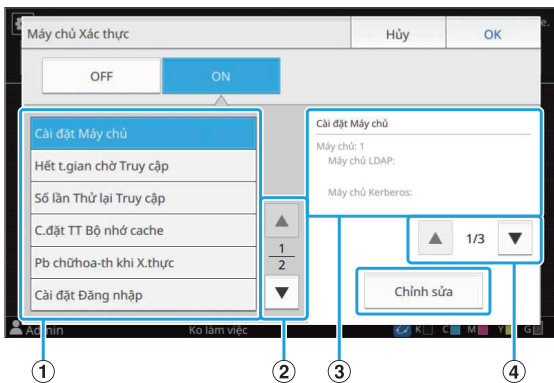 Máy chủ Xác thực
Hủy
OK
e.
OFF
ON
Cài đặt Máy chủ
Hết t.gian chờ Truy cập
Số lần Thử lại Truy cập
C.đặt TT Bộ nhớ cache
Pb chữhoa-th khi X.thực
Cài đặt Đăng nhập
1
2
Cài đặt Máy chủ
Máy chủ: 1
Máy chủ LDAP:
Máy chủ Kerberos:
1/3
Chỉnh sửa
Admin
Ko làm việc
K
C
M
Y
G
1
2
3
4